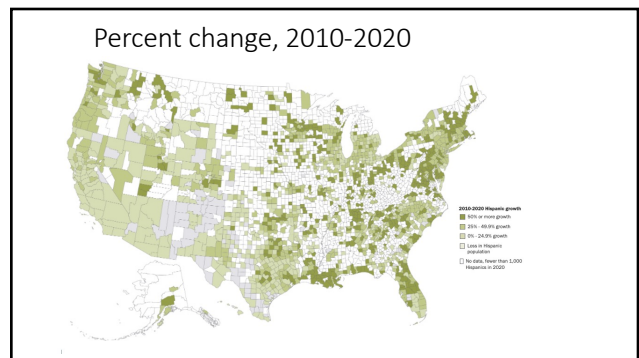 Percent change, 2010-2020
2010-2020 Hispanic growth
50% or more growth
25% - 49.9% growth
0% - 24.9% growth
Loss in Hispanic
population
No data, fewer than 1,000
Hispanics in 2020